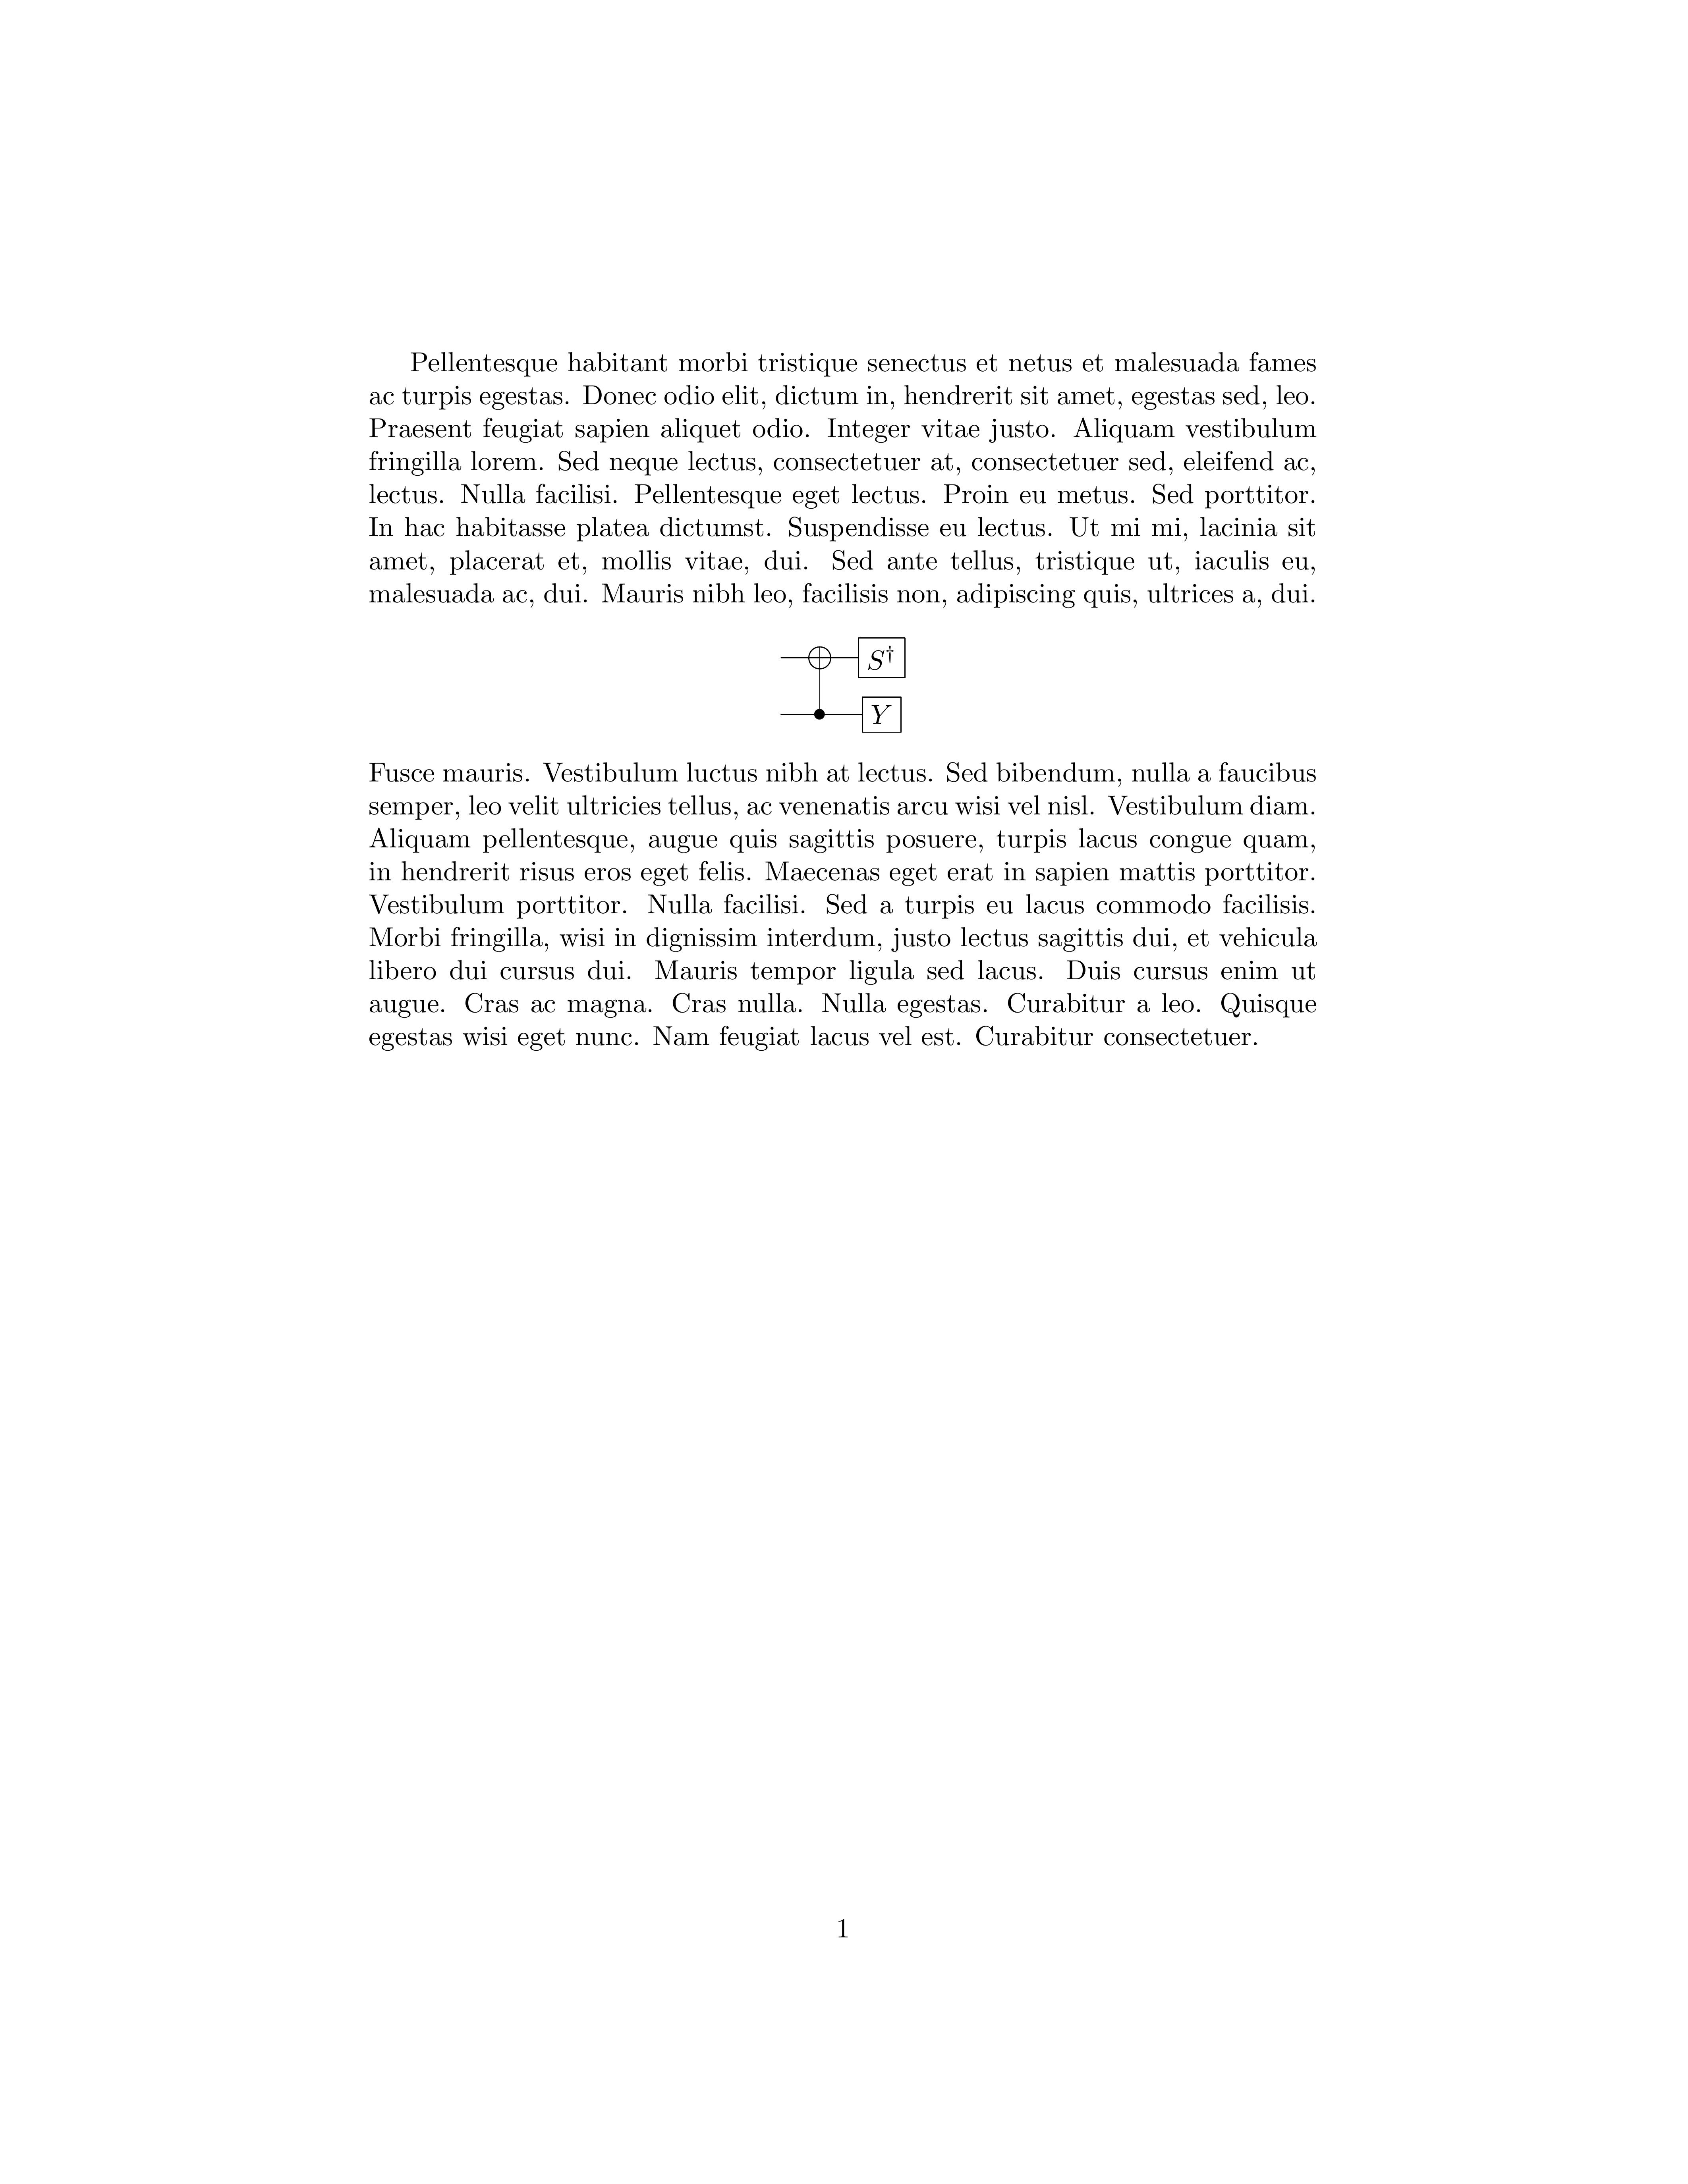 Pellentesque habitant morbi tristique senectus et netus et malesuada fames
ac turpis egestas. Donec odio elit, dictum in, hendrerit sit amet, egestas sed, leo.
Praesent feugiat sapien aliquet odio. Integer vitae justo. Aliquam vestibulum
fringilla lorem. Sed neque lectus, consectetuer at, consectetuer sed, eleifend ac,
lectus. Nulla facilisi. Pellentesque eget lectus. Proin eu metus. Sed porttitor.
In hac habitasse platea dictumst. Suspendisse eu lectus. Ut mi mi, lacinia sit
amet, placerat et, mollis vitae, dui. Sed ante tellus, tristique ut, iaculis eu,
malesuada ac, dui. Mauris nibh leo, facilisis non, adipiscing quis, ultrices a, dui.
S†
Y
Fusce mauris. Vestibulum luctus nibh at lectus. Sed bibendum, nulla a faucibus
semper, leo velit ultricies tellus, ac venenatis arcu wisi vel nisl. Vestibulum diam.
Aliquam pellentesque, augue quis sagittis posuere, turpis lacus congue quam,
in hendrerit risus eros eget felis. Maecenas eget erat in sapien mattis porttitor.
Vestibulum porttitor. Nulla facilisi. Sed a turpis eu lacus commodo facilisis.
Morbi fringilla, wisi in dignissim interdum, justo lectus sagittis dui, et vehicula
libero dui cursus dui. Mauris tempor ligula sed lacus. Duis cursus enim ut
augue. Cras ac magna. Cras nulla. Nulla egestas. Curabitur a leo. Quisque
egestas wisi eget nunc. Nam feugiat lacus vel est. Curabitur consectetuer.
1